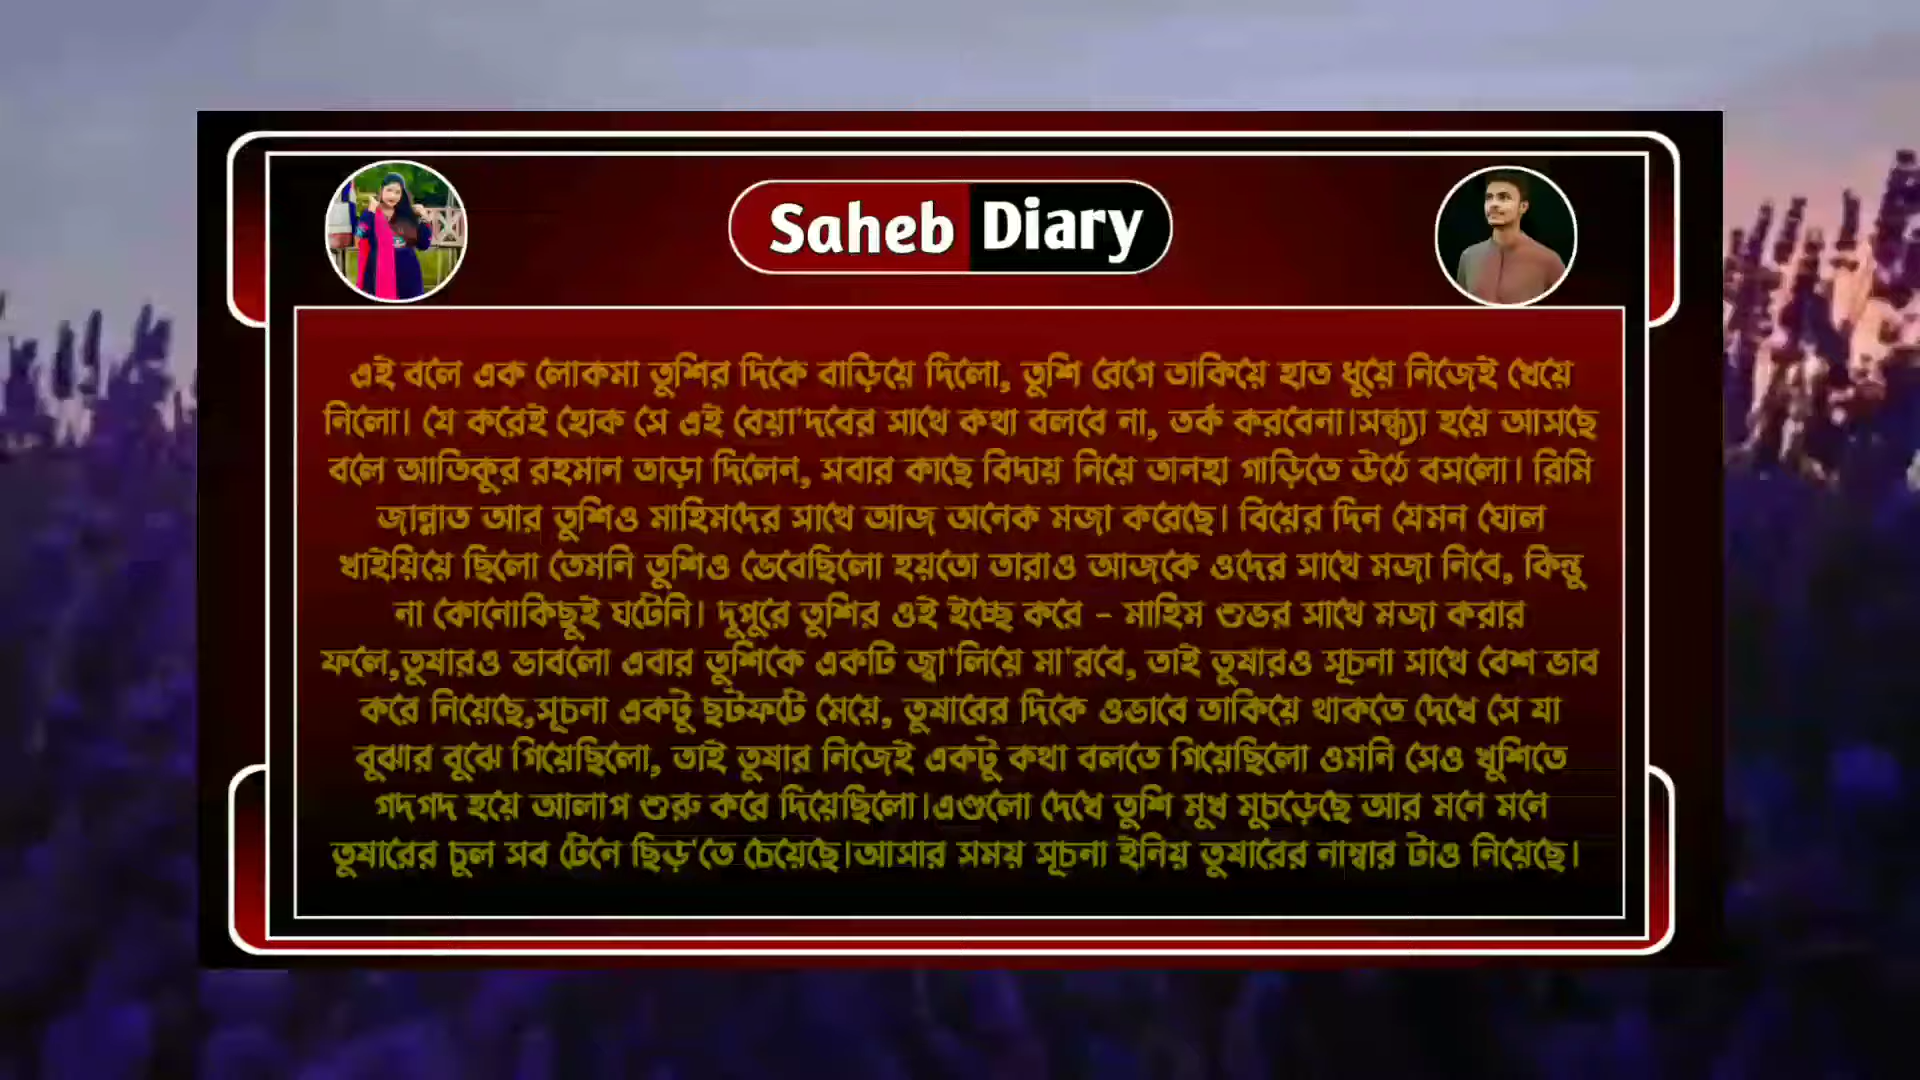 Saheb Diary
এই বলে এক লোকমা তুশির দিকে বাড়িয়ে দিলো, তুশি রেগে তাকিয়ে হাত ধুয়ে নিজেই খেয়ে
নিলো। যে করেই হোক সে এই বেয়া'দবের সাথে কথা বলবে না, তর্ক করবেনা।সন্ধ্যা হয়ে আসছে
বলে আতিকুর রহমান তাড়া দিলেন, সবার কাছে বিদায় নিয়ে তানহা গাড়িতে উঠে বসলো। রিমি
জান্নাত আর তুশিও মাহিমদের সাথে আজ অনেক মজা করেছে। বিয়ের দিন যেমন ঘোল
খাইয়িয়ে ছিলো তেমনি তুশিও ভেবেছিলো হয়তো তারাও আজকে ওদের সাথে মজা নিবে, কিন্তু
না কোনোকিছুই ঘটেনি। দুপুরে তুশির ওই ইচ্ছে করে - মাহিম শুভর সাথে মজা করার
ফলে,তুষারও ভাবলো এবার তুশিকে একটি জ্বা'লিয়ে মা'রবে, তাই তুষারও সূচনা সাথে বেশ ভাব
করে নিয়েছে,সূচনা একটু ছটফটে মেয়ে, তুষারের দিকে ওভাবে তাকিয়ে থাকতে দেখে সে যা
বুঝার বুঝে গিয়েছিলো, তাই তুষার নিজেই একটু কথা বলতে গিয়েছিলো ওমনি সেও খুশিতে
গদগদ হয়ে আলাপ শুরু করে দিয়েছিলো।এগুলো দেখে তুশি মুখ মুচড়েছে আর মনে মনে
তুষারের চুল সব টেনে ছিড়'তে চেয়েছে।আসার সময় সূচনা ইনিয় তুষারের নাম্বার টাও নিয়েছে।